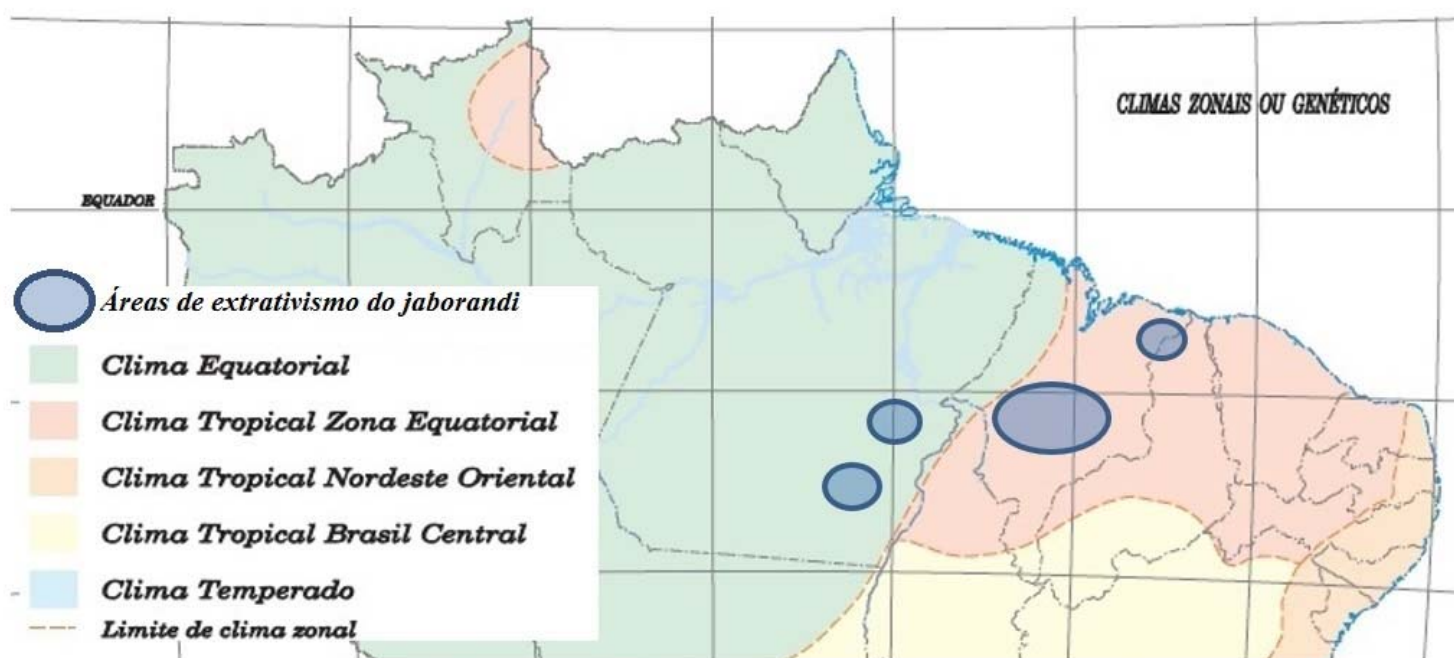 CLIMAS ZONAIS OU GENÉTICOS
EQUADOR
Áreas de extrativismo do jaborandi
Clima Equatorial
Clima Tropical Zona Equatorial
Clima Tropical Nordeste Oriental
Clima Tropical Brasil Central
Clima Temperado
Limite de clima zonal